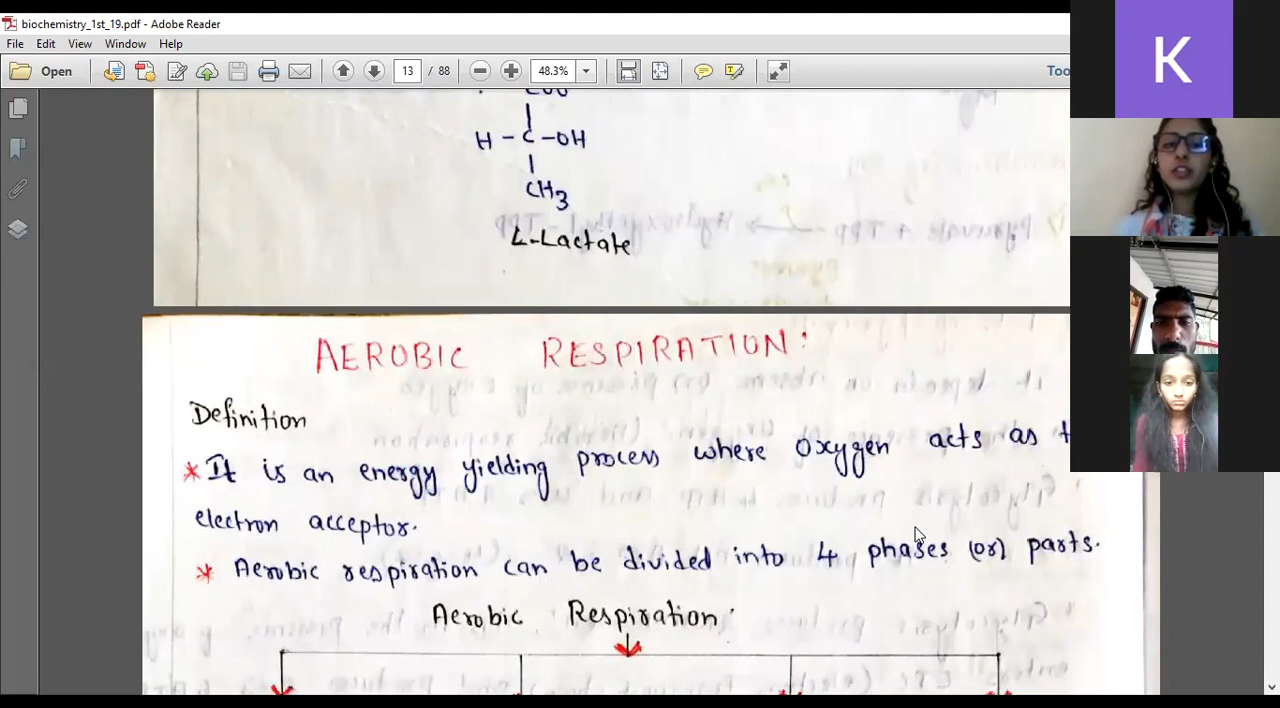 biochemistry_1st_19.pdf - Adobe Reader
File Edit View Window Help
Open 13 / 88 48.3% Too
K
H - C - OH
CH3
L-Lactate
AEROBIC RESPIRATION:
Definition
* It is an energy yielding process where oxygen acts as t
electron acceptor.
* Aerobic respiration can be divided into 4 phases (or) parts.
Aerobic Respiration